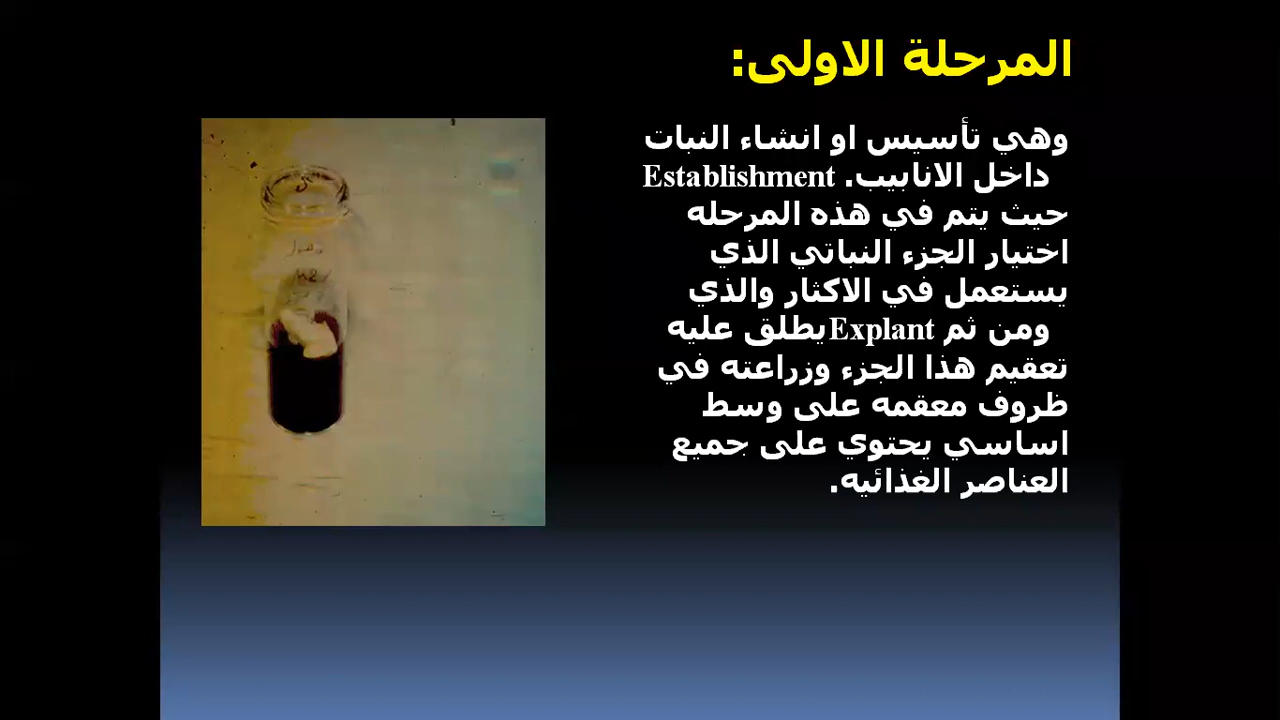 المرحلة الاولى:
وهي تأسيس او انشاء النبات
داخل الانابيب. Establishment
حيث يتم في هذه المرحله
اختيار الجزء النباتي الذي
يستعمل في الاكثار والذي
ومن ثم Explant يطلق عليه
تعقيم هذا الجزء وزراعته في
ظروف معقمه على وسط
اساسي يحتوي على جميع
العناصر الغذائيه.